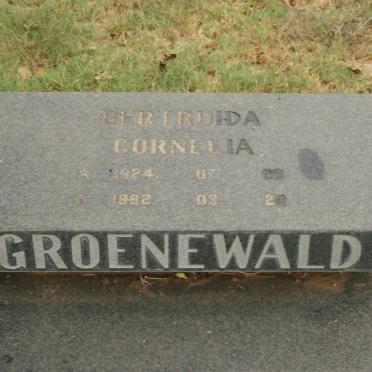 GERTRUIDA
CORNELIA
1924. 07.
1992 03.
GROENEWALD